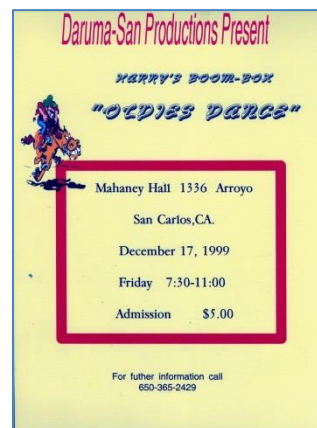 Daruma-San Productions Present
HARRY'S BOOM-BOX
"OLDIES DANCE"
Mahaney Hall 1336 Arroyo
San Carlos,CA.
December 17, 1999
Friday 7:30-11:00
Admission $5.00
For futher information call
650-365-2429